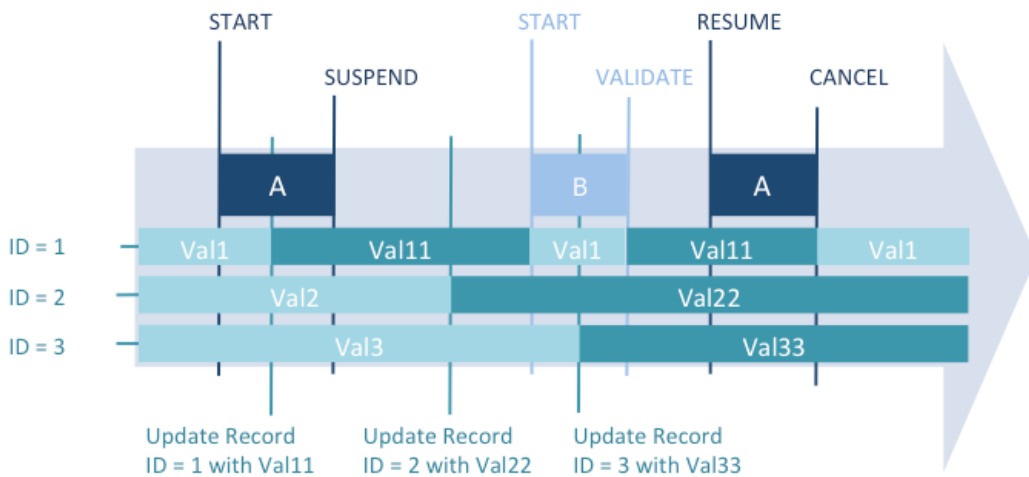 START
START
RESUME
SUSPEND
VALIDATE
CANCEL
A
B
A
ID = 1
Val1
Val11
Val1
Val11
Val1
ID = 2
Val2
Val22
ID = 3
Val3
Val33
Update Record
ID = 1 with Val11
Update Record
ID = 2 with Val22
Update Record
ID = 3 with Val33